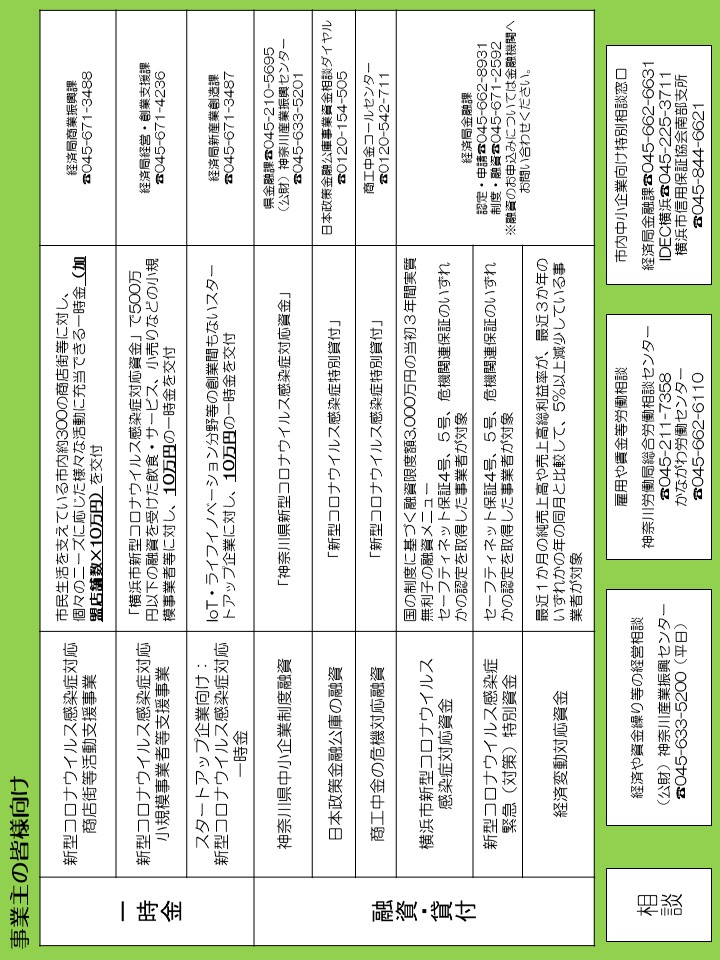 事業主の皆様向け
一時金
新型コロナウイルス感染症対応
商店街等活動支援事業
市民生活を支えている市内約300の商店街等に対し、
個々のニーズに応じた様々な活動に充当できる一時金（加
盟店舗数×10万円）を交付
経済局商業振興課
☎045-671-3488
新型コロナウイルス感染症対応
小規模事業者等支援事業
「横浜市新型コロナウイルス感染症対応資金」で500万
円以下の融資を受けた飲食・サービス、小売りなどの小規
模事業者等に対し、10万円の一時金を交付
経済局経営・創業支援課
☎045-671-4236
スタートアップ企業向け：
新型コロナウイルス感染症対応
一時金
IoT・ライフイノベーション分野等の創業間もないスター
トアップ企業に対し、10万円の一時金を交付
経済局新産業創造課
☎045-671-3487
融資・貸付
神奈川県中小企業制度融資
「神奈川県新型コロナウイルス感染症対応資金」
県金融課☎045-210-5695
（公財）神奈川産業振興センター
☎045-633-5201
日本政策金融公庫の融資
「新型コロナウイルス感染症特別貸付」
日本政策金融公庫事業資金相談ダイヤル
☎0120-154-505
商工中金の危機対応融資
「新型コロナウイルス感染症特別貸付」
商工中金コールセンター
☎0120-542-711
横浜市新型コロナウイルス
感染症対応資金
国の制度に基づく融資限度額3,000万円の当初３年間実質
無利子の融資メニュー
セーフティネット保証4号、５号、危機関連保証のいずれ
かの認定を取得した事業者が対象
経済局金融課
認定・申請☎045-662-8931
制度・融資☎045-671-2592
※融資のお申込みについては金融機関へ
お問い合わせください。
新型コロナウイルス感染症
緊急（対策）特別資金
セーフティネット保証4号、５号、危機関連保証のいずれ
かの認定を取得した事業者が対象
経済変動対応資金
最近１か月の純売上高や売上高総利益率が、最近３か年の
いずれかの年の同月と比較して、5％以上減少している事
業者が対象
相談
経済や資金繰り等の経営相談
（公財）神奈川産業振興センター
☎045-633-5200（平日）
雇用や賃金等労働相談
神奈川労働局総合労働相談センター
☎045-211-7358
かながわ労働センター
☎045-662-6110
市内中小企業向け特別相談窓口
経済局金融課☎045-662-6631
IDEC横浜☎045-225-3711
横浜市信用保証協会南部支所
☎045-844-6621